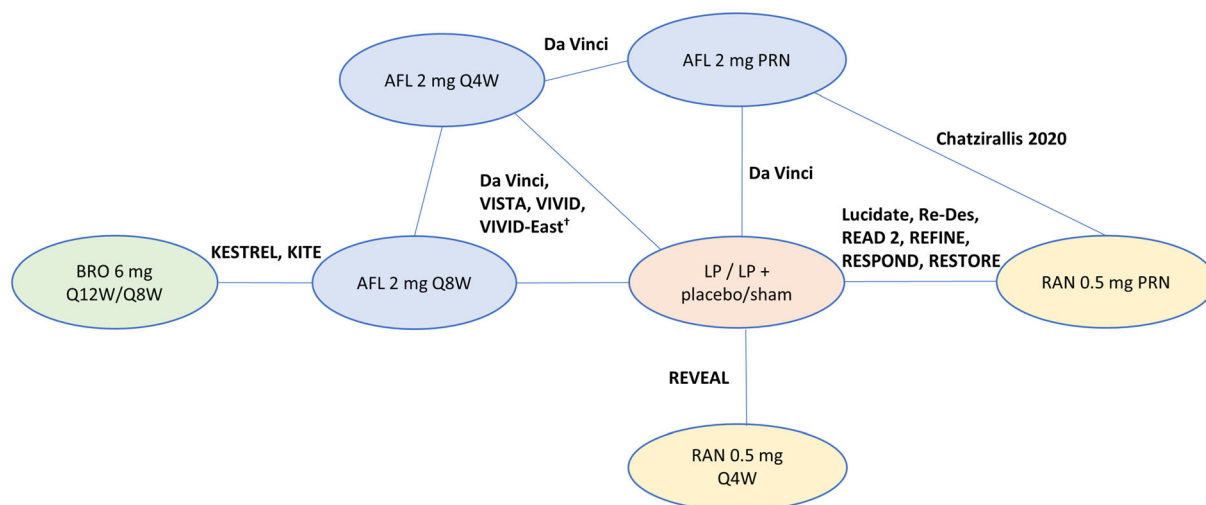 Da Vinci
AFL 2 mg Q4W
AFL 2 mg PRN
Chatzirallis 2020
Da Vinci,
VISTA, VIVID,
VIVID-East†
Da Vinci
Lucidate, Re-Des,
READ 2, REFINE,
RESPOND, RESTORE
KESTREL, KITE
BRO 6 mg
Q12W/Q8W
AFL 2 mg Q8W
LP / LP +
placebo/sham
RAN 0.5 mg PRN
REVEAL
RAN 0.5 mg
Q4W